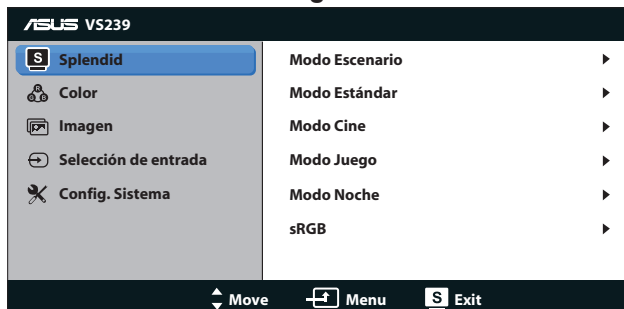 ASUS VS239
S Splendid
Color
Imagen
Selección de entrada
Config. Sistema
Modo Escenario
Modo Estándar
Modo Cine
Modo Juego
Modo Noche
sRGB
Move Menu S Exit